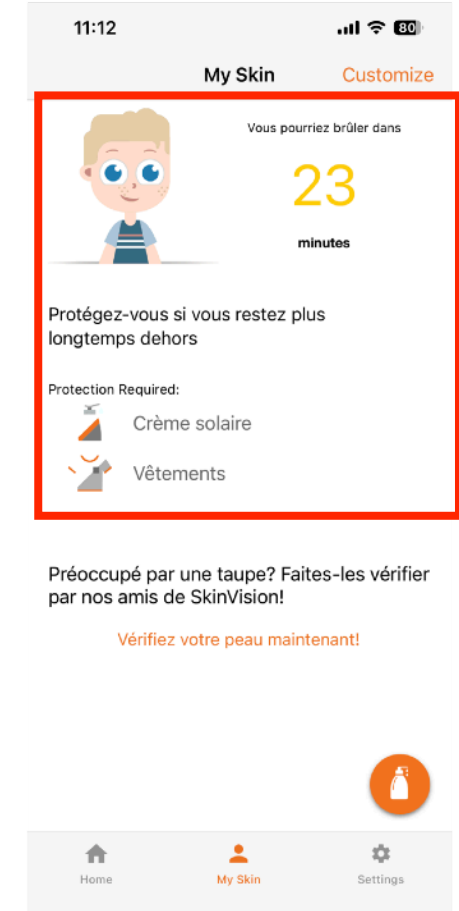 11:12
80
My Skin
Customize
Vous pourriez brûler dans
23
minutes
Protégez-vous si vous restez plus
longtemps dehors
Protection Required:
Crème solaire
Vêtements
Préoccupé par une taupe? Faites-les vérifier
par nos amis de SkinVision!
Vérifiez votre peau maintenant!
Home
My Skin
Settings